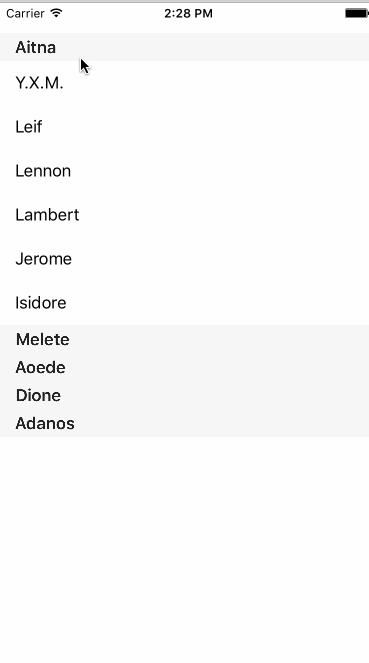 Carrier 2:28 PM
Aitna
Y.X.M.
Leif
Lennon
Lambert
Jerome
Isidore
Melete
Aoede
Dione
Adanos